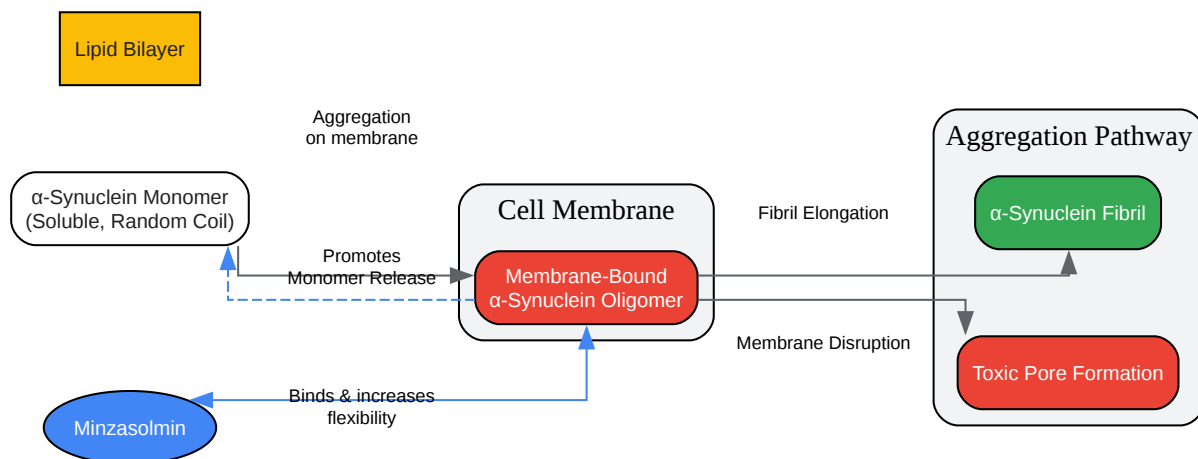 Lipid Bilayer
Aggregation
on membrane
Aggregation Pathway
α-Synuclein Monomer
(Soluble, Random Coil)
Cell Membrane
Fibril Elongation
α-Synuclein Fibril
Promotes
Monomer Release
Membrane-Bound
α-Synuclein Oligomer
Membrane Disruption
Toxic Pore Formation
Binds & increases
flexibility
Minzasolmin